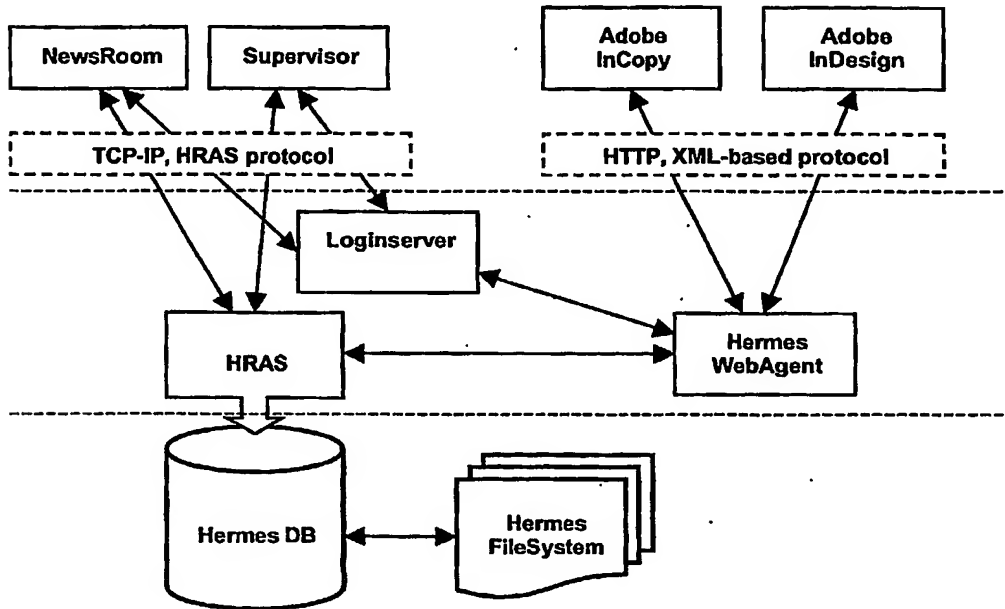 NewsRoom
Supervisor
Adobe
InCopy
Adobe
InDesign
TCP-IP, HRAS protocol
HTTP, XML-based protocol
Loginserver
HRAS
Hermes
WebAgent
Hermes DB
Hermes
FileSystem